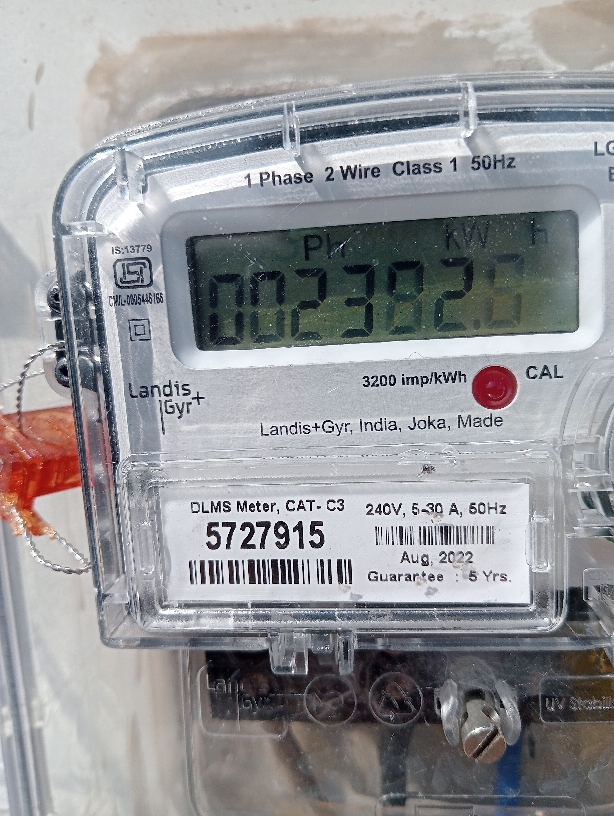 LG
1 Phase 2 Wire Class 1 50Hz
IS:13779
Ph kW h
002382.0
3200 imp/kWh CAL
Landis
Gyr+
Landis+Gyr, India, Joka, Made
DLMS Meter, CAT- C3
5727915
240V, 5-30 A, 50Hz
Aug, 2022
Guarantee : 5 Yrs.